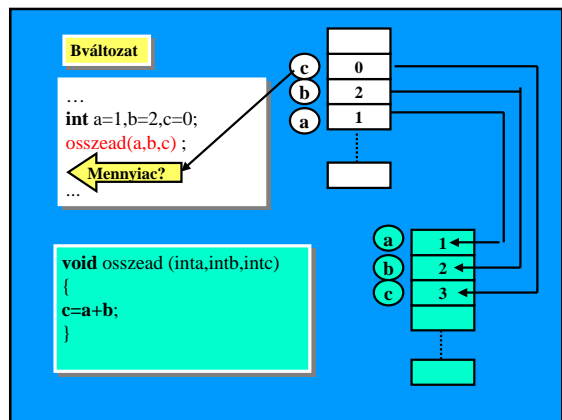 Bváltozat
…
int a=1,b=2,c=0;
osszead(a,b,c) ;
Mennyiac?
...
c 0
b 2
a 1
void osszead (inta,intb,intc)
{
c=a+b;
}
a 1
b 2
c 3